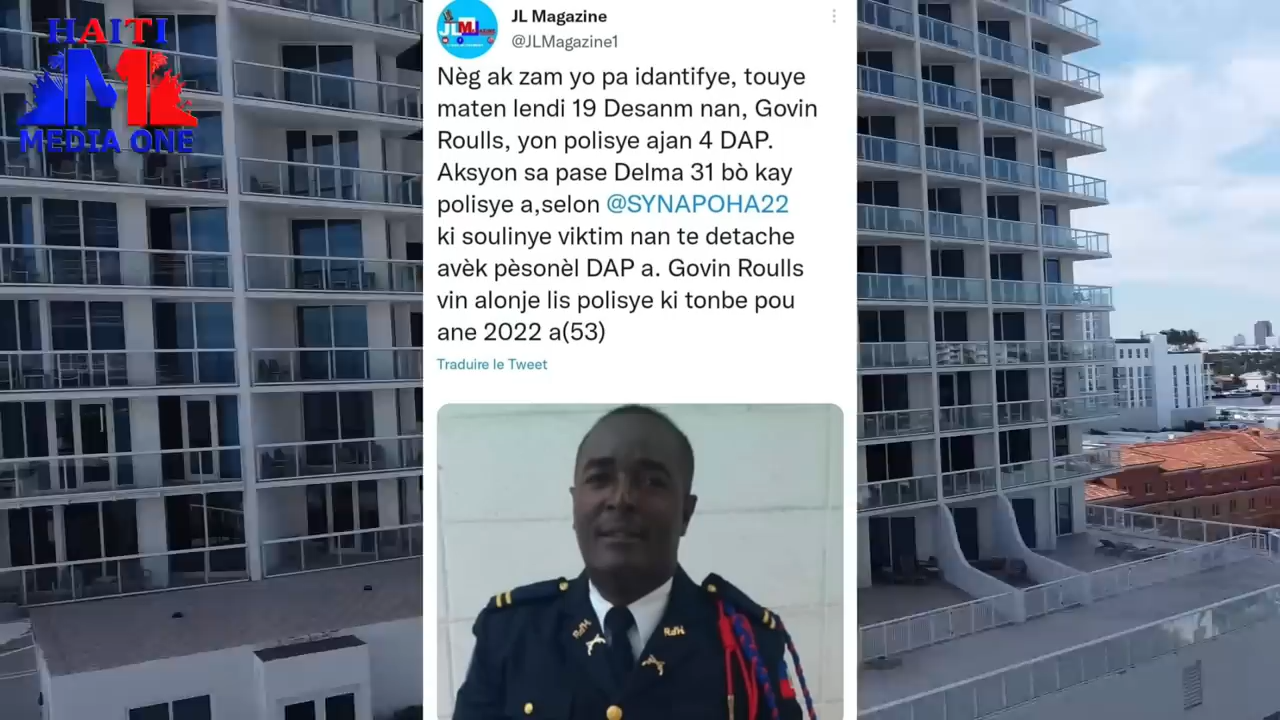 HAITI
M1
MEDIA ONE
JL Magazine
@JLMagazine1
Nèg ak zam yo pa idantifye, touye
maten lendi 19 Desanm nan, Govin
Roulls, yon polisye ajan 4 DAP.
Aksyon sa pase Delma 31 bò kay
polisye a,selon @SYNAPOHA22
ki soulinye viktim nan te detache
avèk pèsonèl DAP a. Govin Roulls
vin alonje lis polisye ki tonbe pou
ane 2022 a(53)
Traduire le Tweet